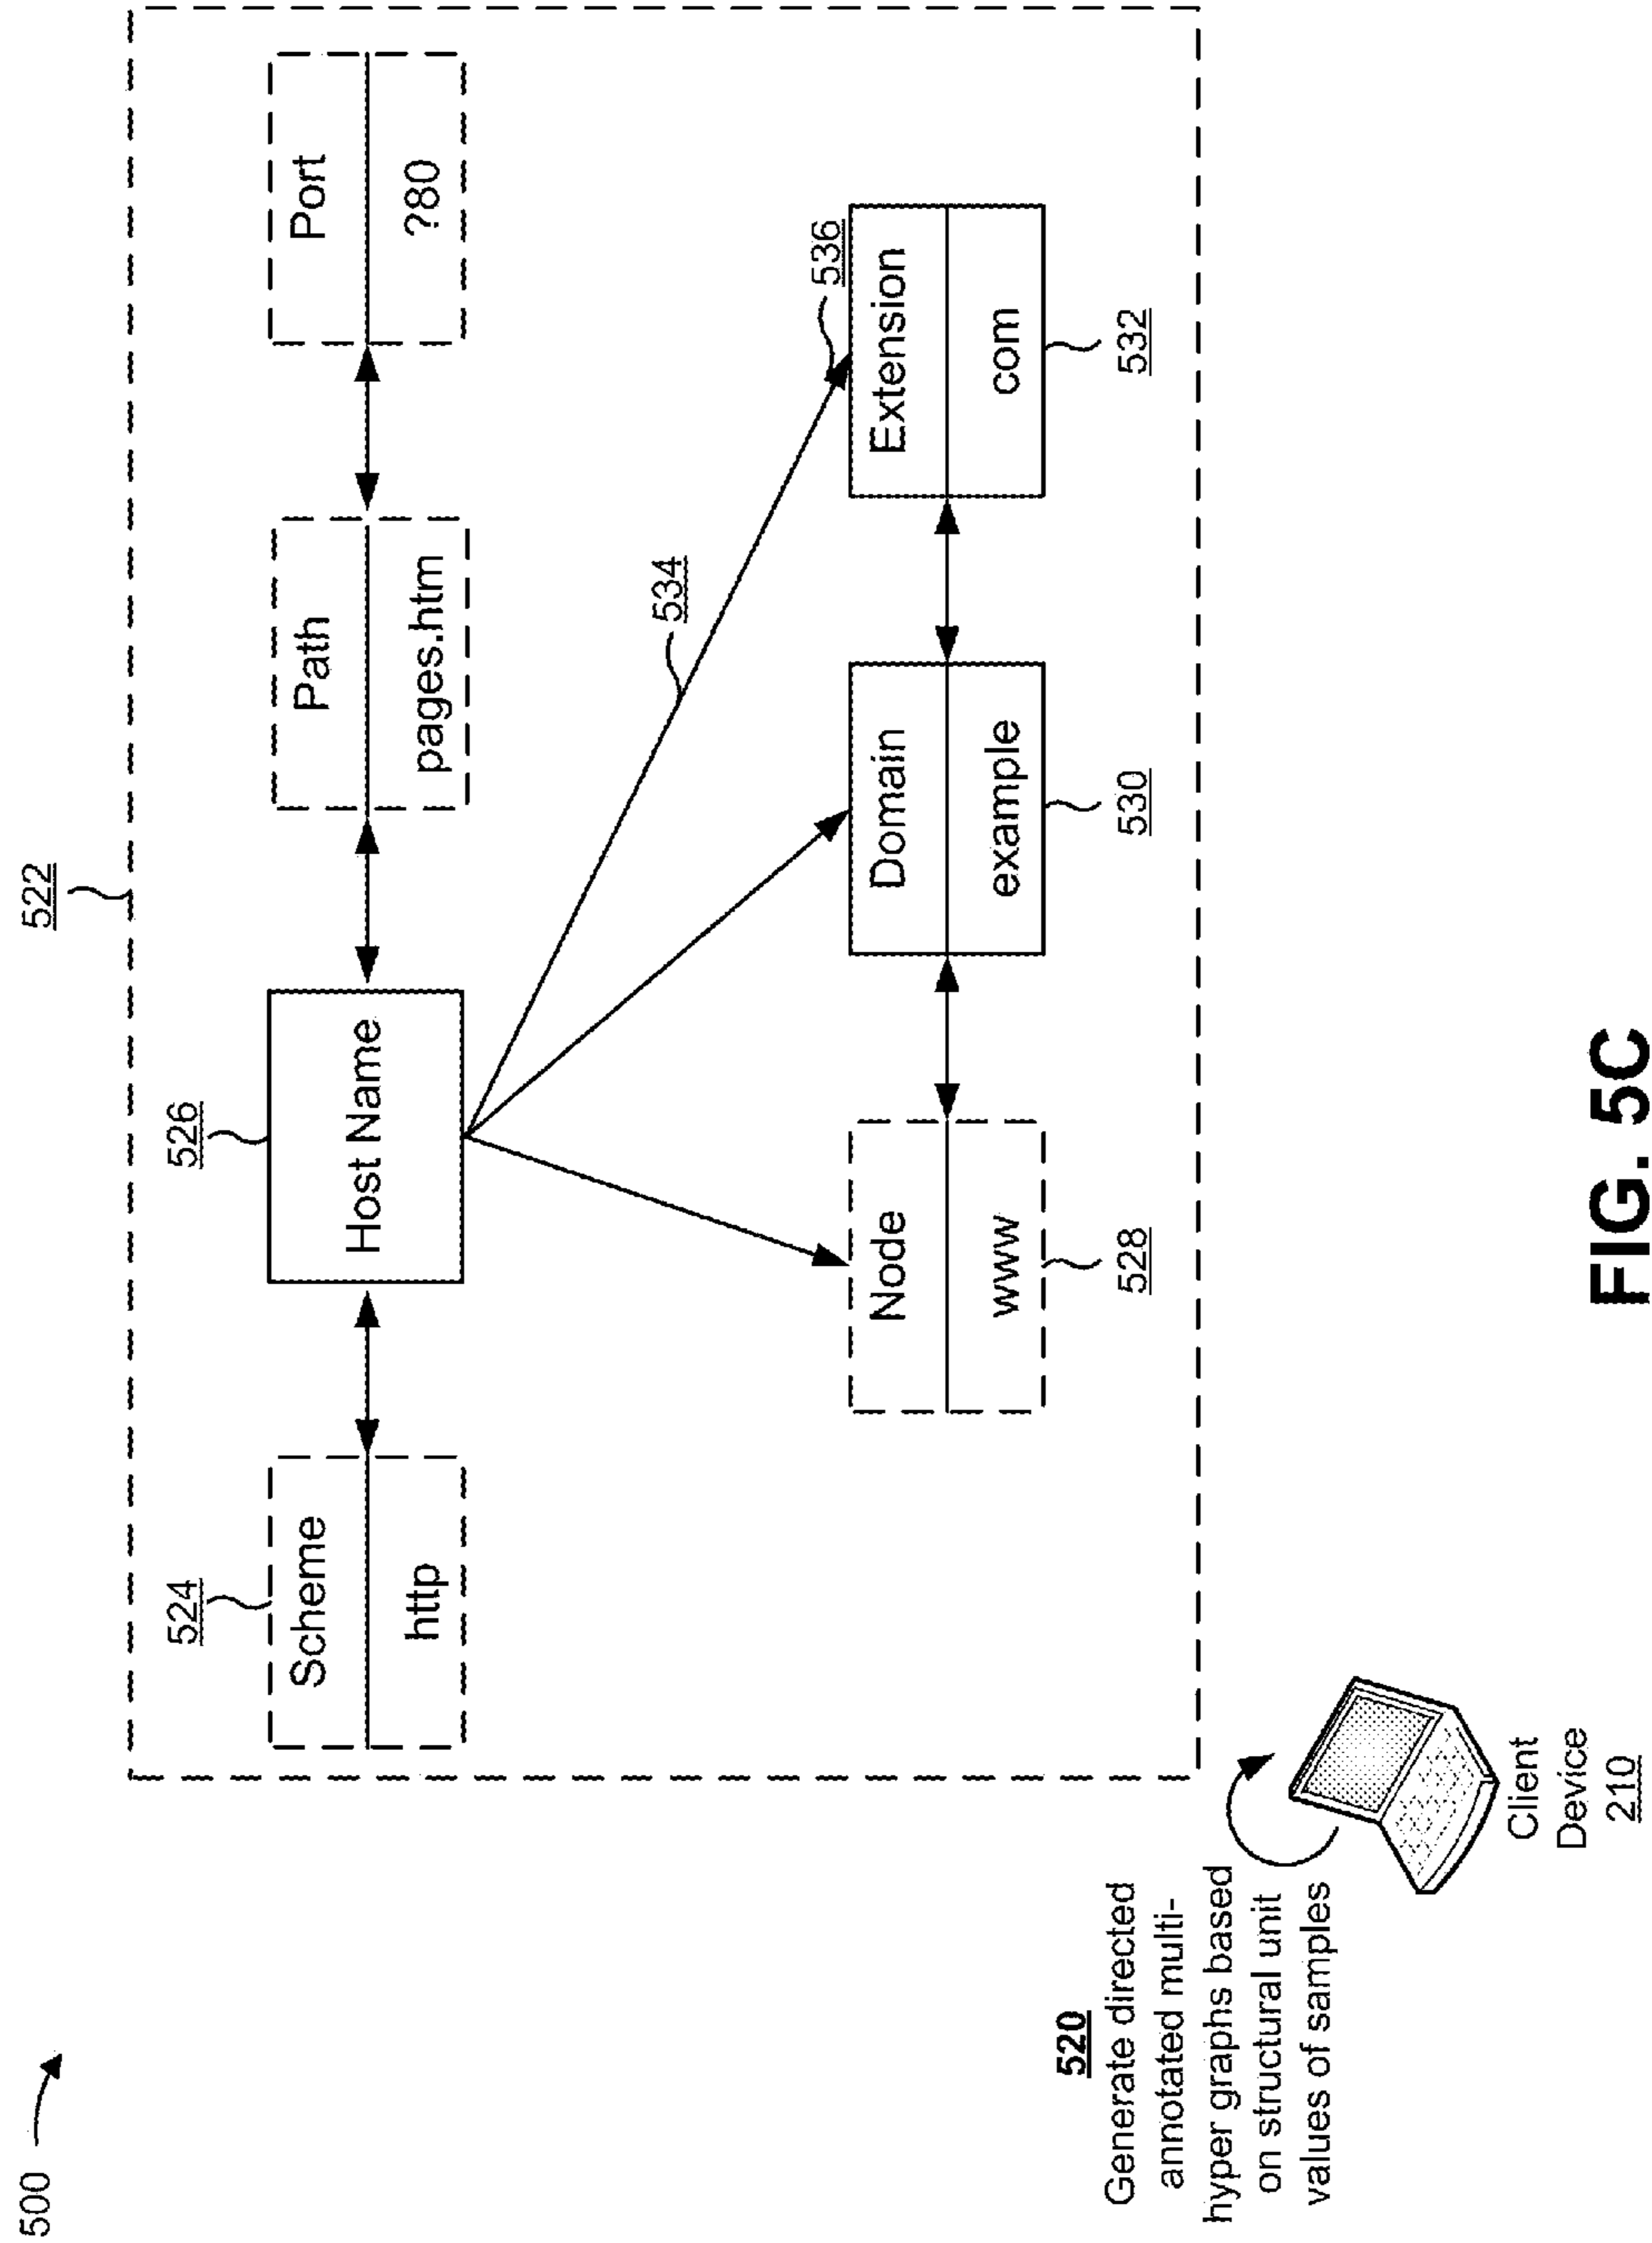 500
522
524
526
Scheme
http
Host Name
Path
pages.htm
Port
?80
534
536
Node
www
Domain
example
Extension
com
528
530
532
520
Generate directed
annotated multi-
hyper graphs based
on structural unit
values of samples
Client
Device
210
FIG. 5C